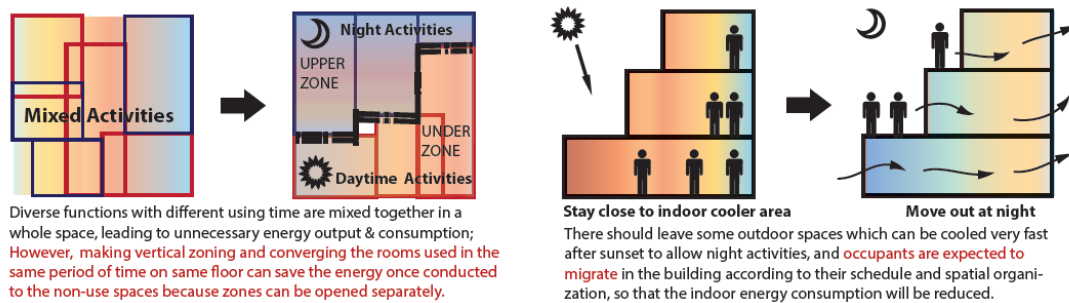 Mixed Activities
Night Activities
UPPER
ZONE
UNDER
ZONE
Daytime Activities
Diverse functions with different using time are mixed together in a
whole space, leading to unnecessary energy output & consumption;
However, making vertical zoning and converging the rooms used in the
same period of time on same floor can save the energy once conducted
to the non-use spaces because zones can be opened separately.
Stay close to indoor cooler area
Move out at night
There should leave some outdoor spaces which can be cooled very fast
after sunset to allow night activities, and occupants are expected to
migrate in the building according to their schedule and spatial organi-
zation, so that the indoor energy consumption will be reduced.